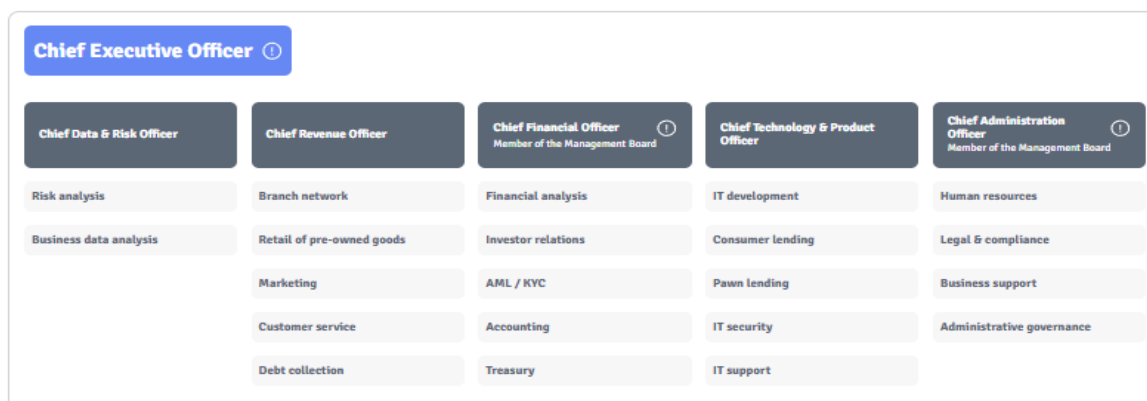 Chief Executive Officer
Chief Data & Risk Officer
Risk analysis
Business data analysis
Chief Revenue Officer
Branch network
Retail of pre-owned goods
Marketing
Customer service
Debt collection
Chief Financial Officer
Member of the Management Board
Financial analysis
Investor relations
AML / KYC
Accounting
Treasury
Chief Technology & Product
Officer
IT development
Consumer lending
Pawn lending
IT security
IT support
Chief Administration
Officer
Member of the Management Board
Human resources
Legal & compliance
Business support
Administrative governance